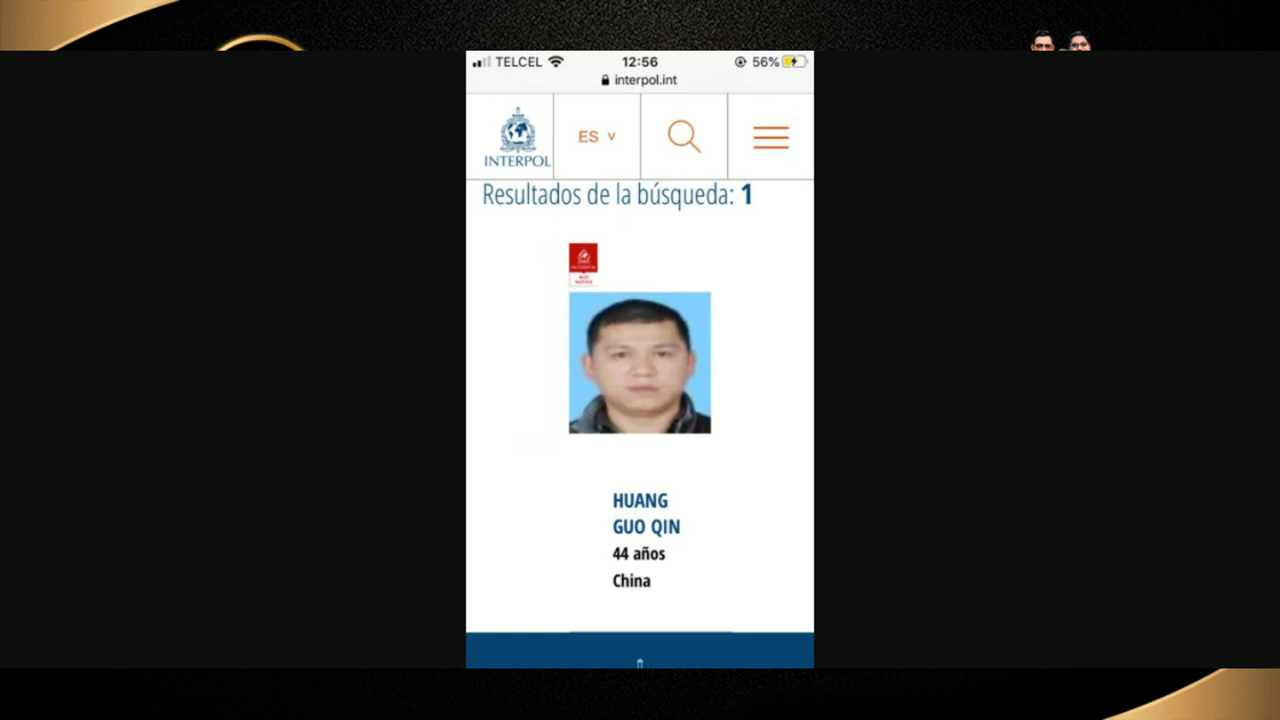 TELCEL 12:56 56%
interpol.int
INTERPOL
ES
Resultados de la búsqueda: 1
HUANG
GUO QIN
44 años
China